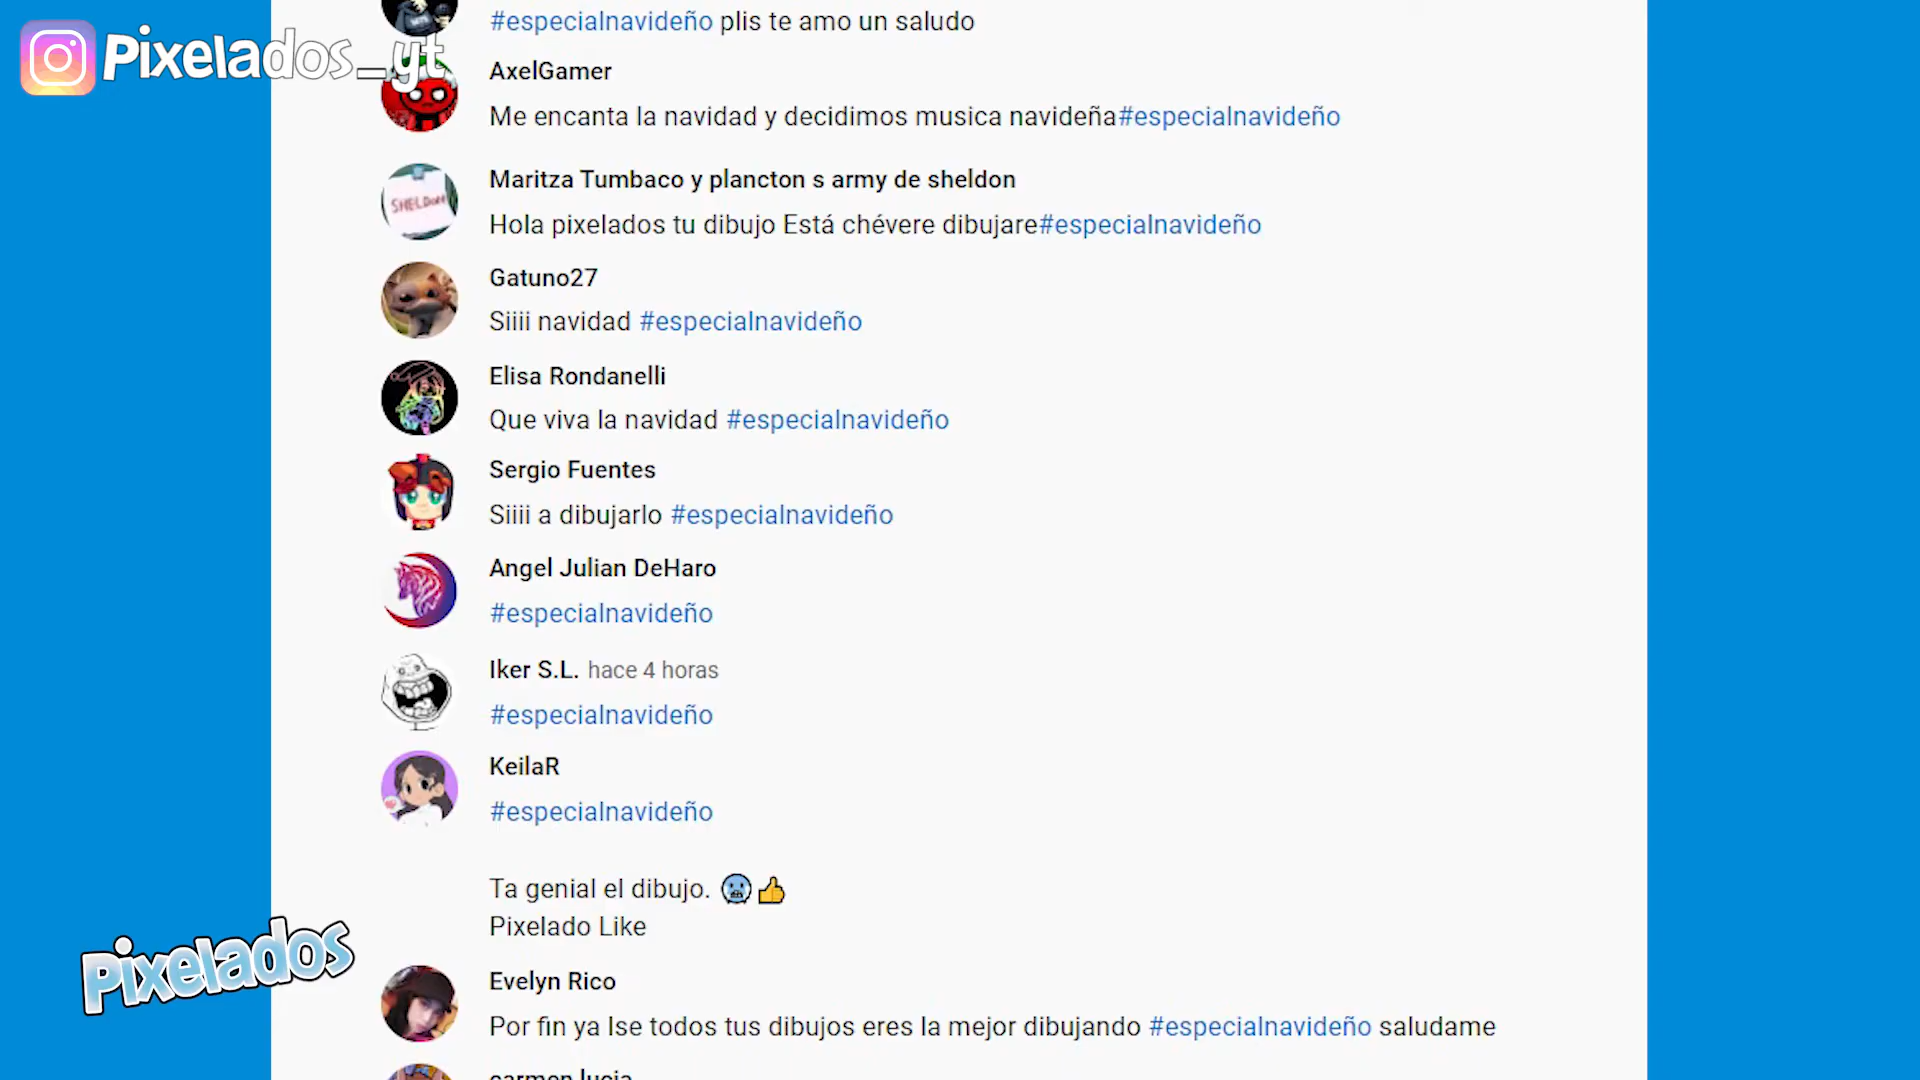 #especialnavideño plis te amo un saludo
Pixelados_yt
AxelGamer
Me encanta la navidad y decidimos musica navideña#especialnavideño
Maritza Tumbaco y plancton s army de sheldon
SHELDON
Hola pixelados tu dibujo Está chévere dibujare#especialnavideño
Gatuno27
Siiii navidad #especialnavideño
Elisa Rondanelli
Que viva la navidad #especialnavideño
Sergio Fuentes
Siiii a dibujarlo #especialnavideño
Angel Julian DeHaro
#especialnavideño
Iker S.L. hace 4 horas
#especialnavideño
KeilaR
#especialnavideño
Ta genial el dibujo. 🥶👍
Pixelado Like
Pixelados
Evelyn Rico
Por fin ya lse todos tus dibujos eres la mejor dibujando #especialnavideño saludame
carmen lucia